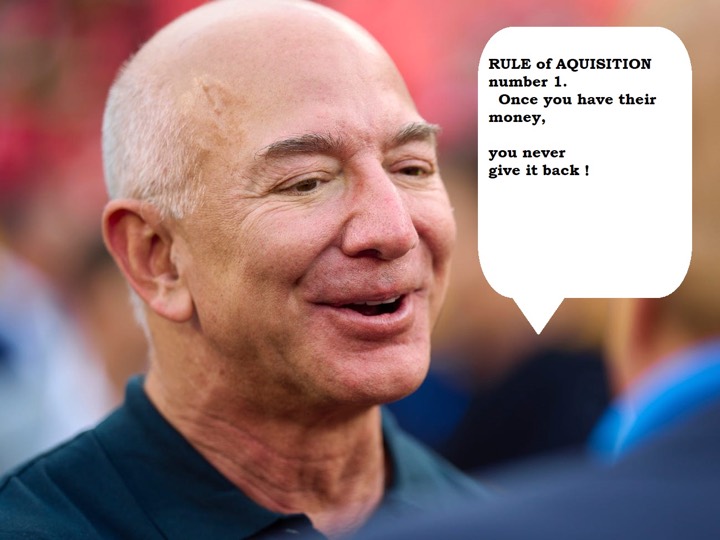 RULE of AQUISITION
number 1.
Once you have their
money,
you never
give it back !